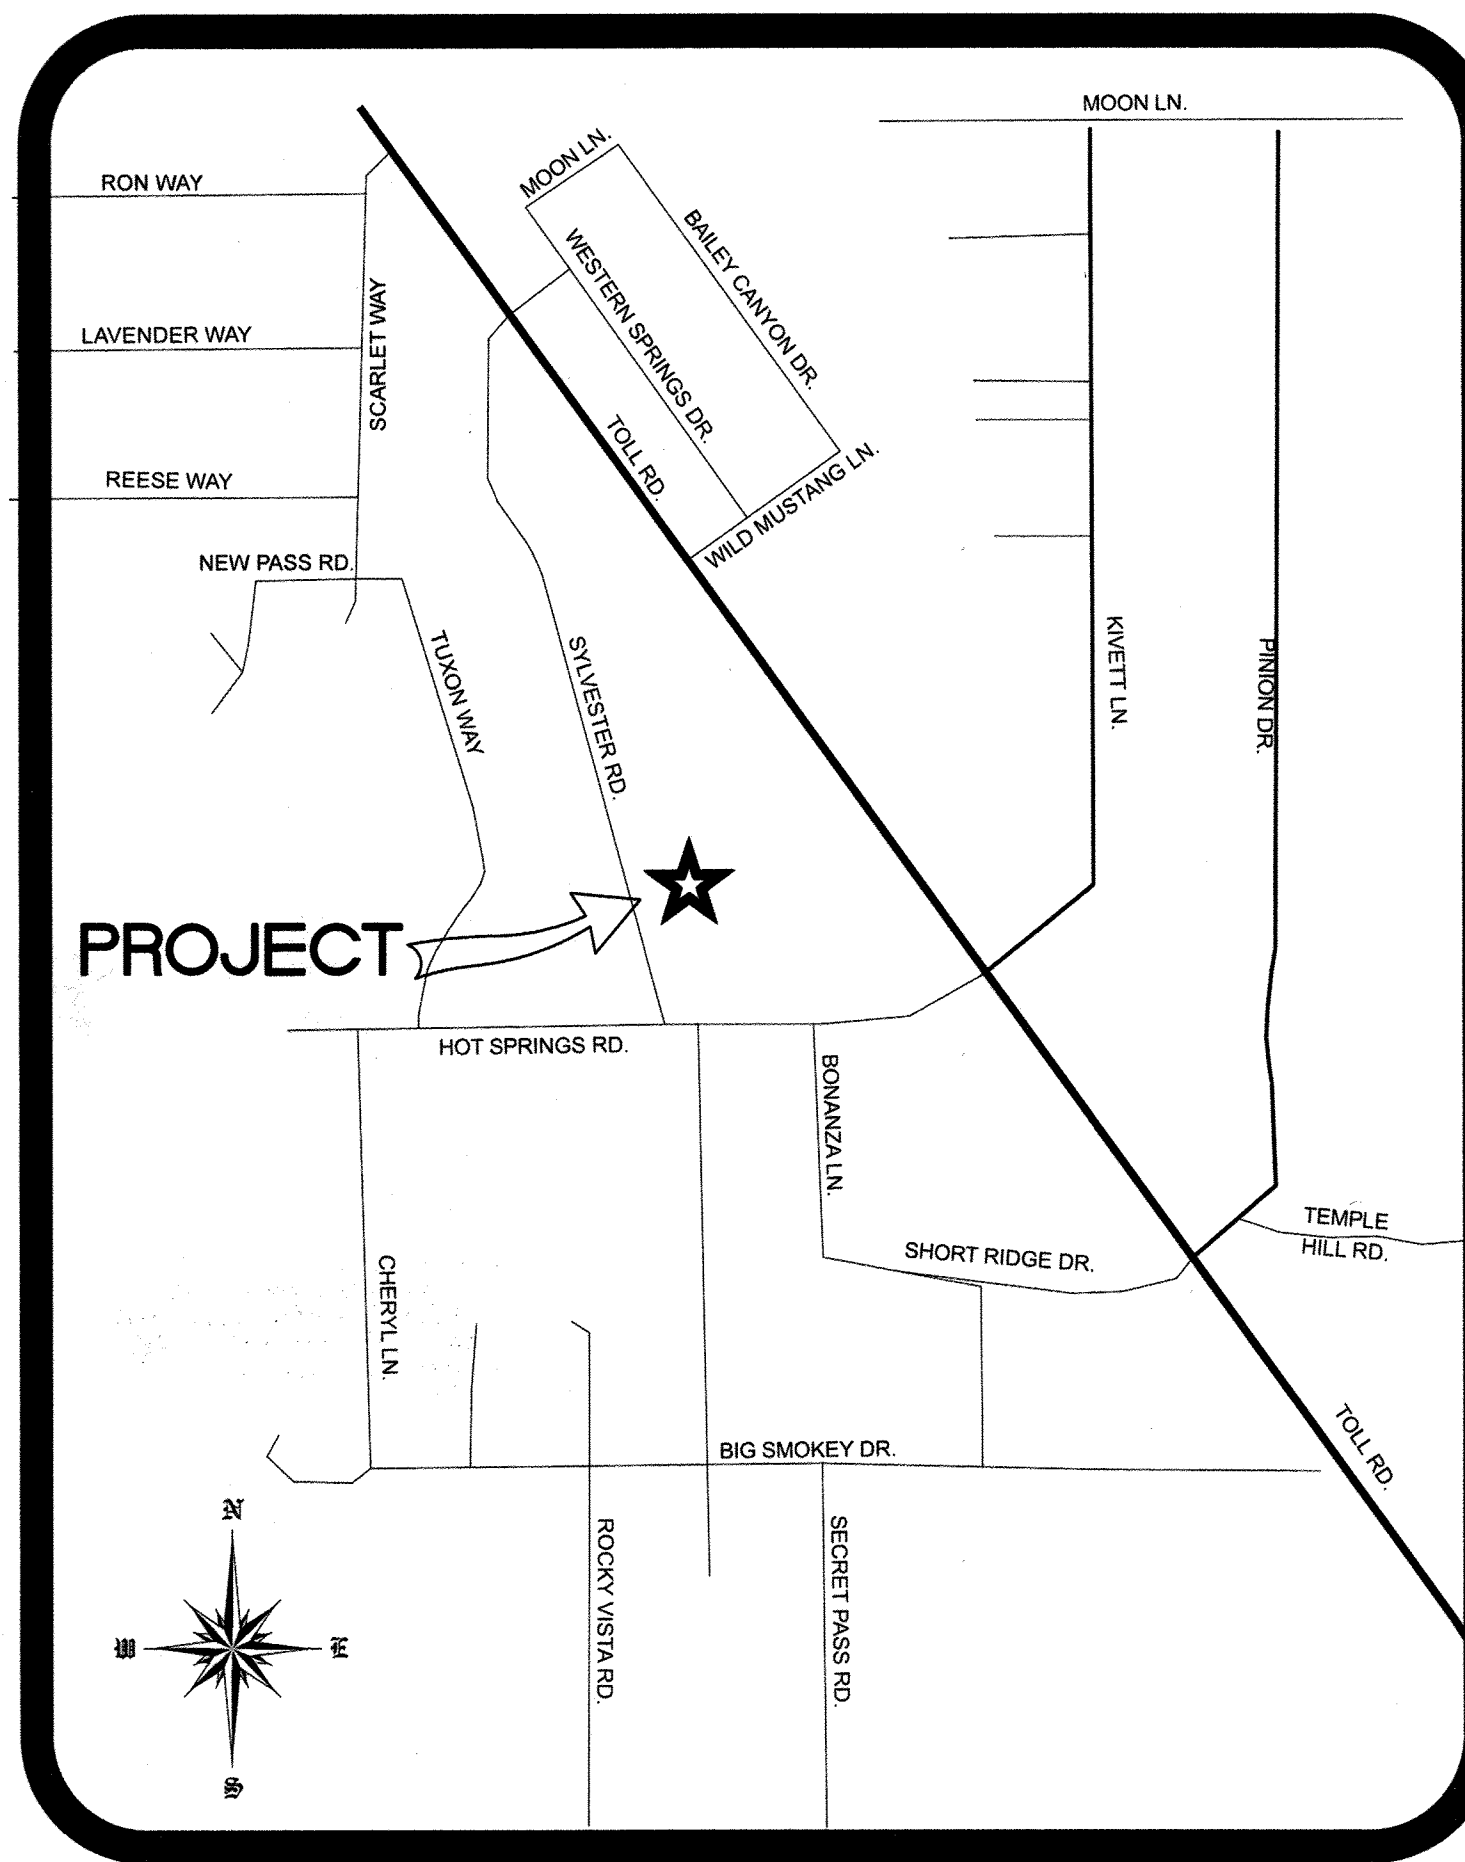 MOON LN.
MOON LN.
RON WAY
BAILEY CANYON DR.
WESTERN SPRINGS DR.
SCARLET WAY
LAVENDER WAY
TOLL RD.
WILD MUSTANG LN.
REESE WAY
NEW PASS RD.
KIVETT LN.
TUXON WAY
SYLVESTER RD.
PINION DR.
PROJECT
HOT SPRINGS RD.
BONANZA LN.
TEMPLE
HILL RD.
SHORT RIDGE DR.
CHERYL LN.
TOLL RD.
BIG SMOKEY DR.
ROCKY VISTA RD.
SECRET PASS RD.
N
W
E
S